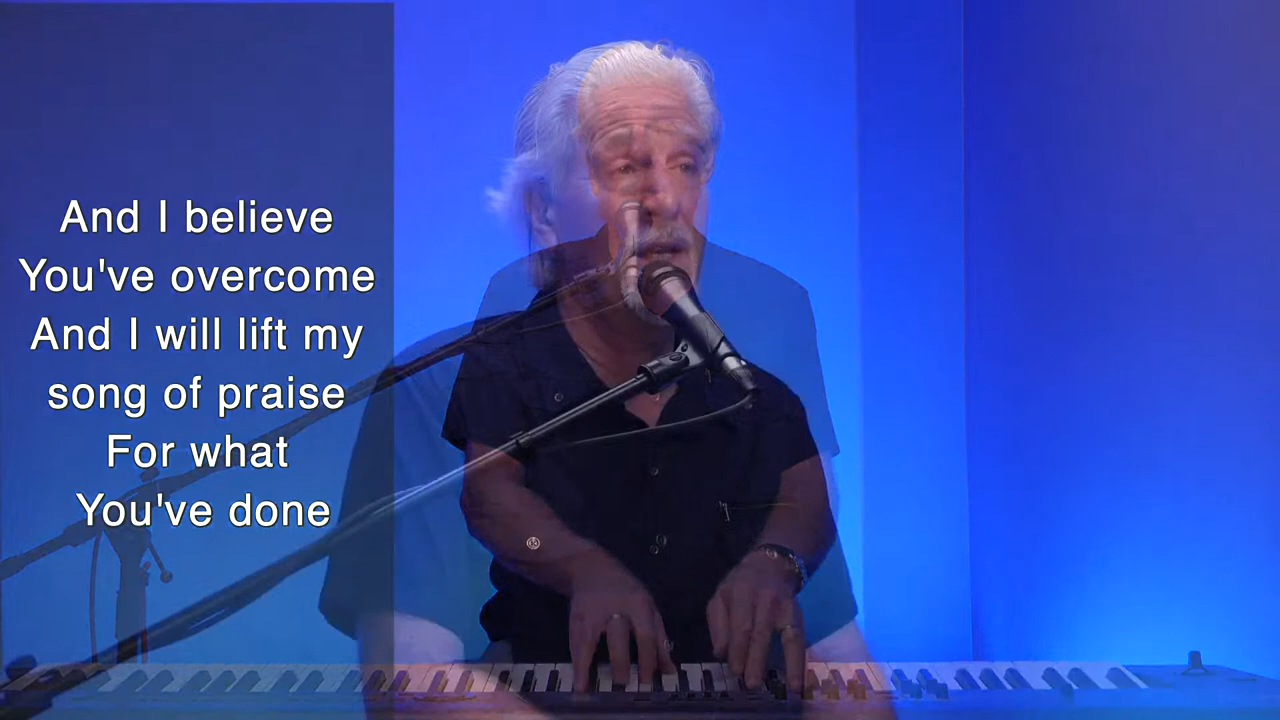 And I believe
You've overcome
And I will lift my
song of praise
For what
You've done